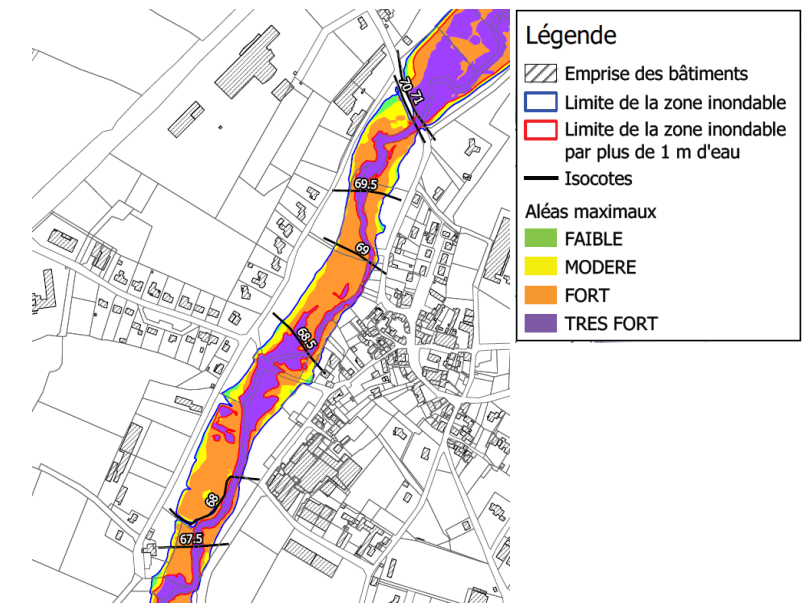 70
71
69.5
69
68.5
68
67.5
Légende
Emprise des bâtiments
Limite de la zone inondable
Limite de la zone inondable
par plus de 1 m d'eau
Isocotes
Aléas maximaux
FAIBLE
MODERE
FORT
TRES FORT